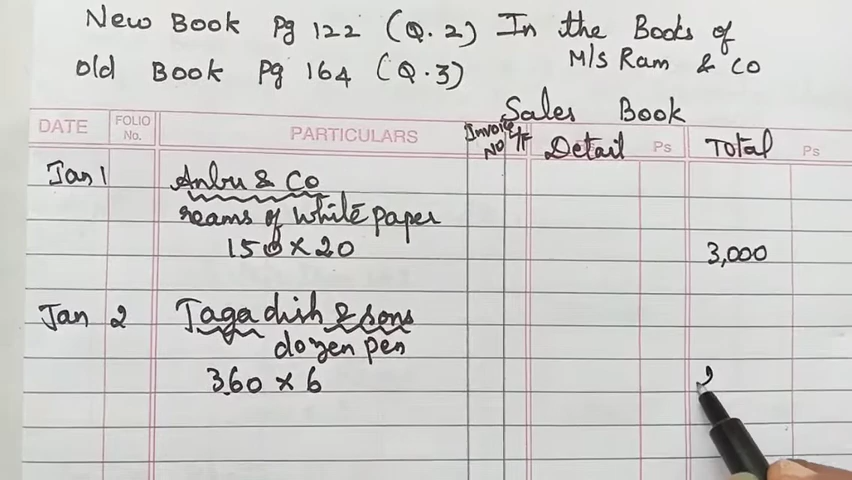 New Book Pg 122 (Q.2) In the Books of
Old Book Pg 164 (Q.3) M/s Ram & Co
Sales Book
DATE FOLIO No. PARTICULARS Invoice No L/F Detail Ps Total Ps
Jan 1 Anbu & Co
reams of white paper
150 × 20 3,000
Jan 2 Jagadish & sons
dozen pen
360 × 6